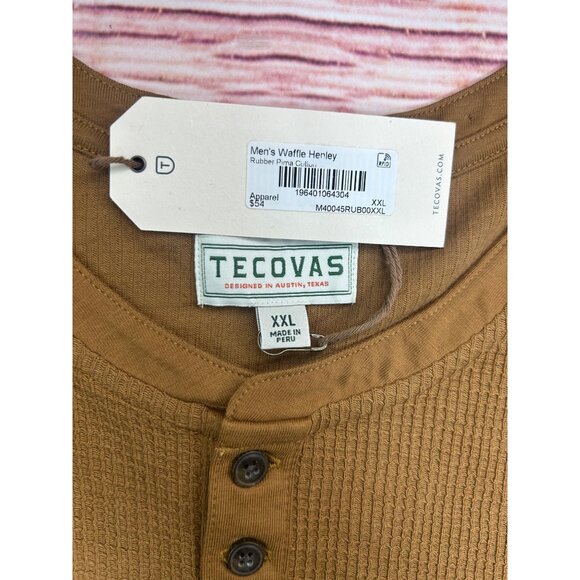 Men's Waffle Henley
Rubber Pima Cotton
RFID
196401064304
XXL
Apparel
$54
M40045RUB00XXL
TECOVAS.COM
T
TECOVAS
DESIGNED IN AUSTIN, TEXAS
XXL
MADE IN
PERU